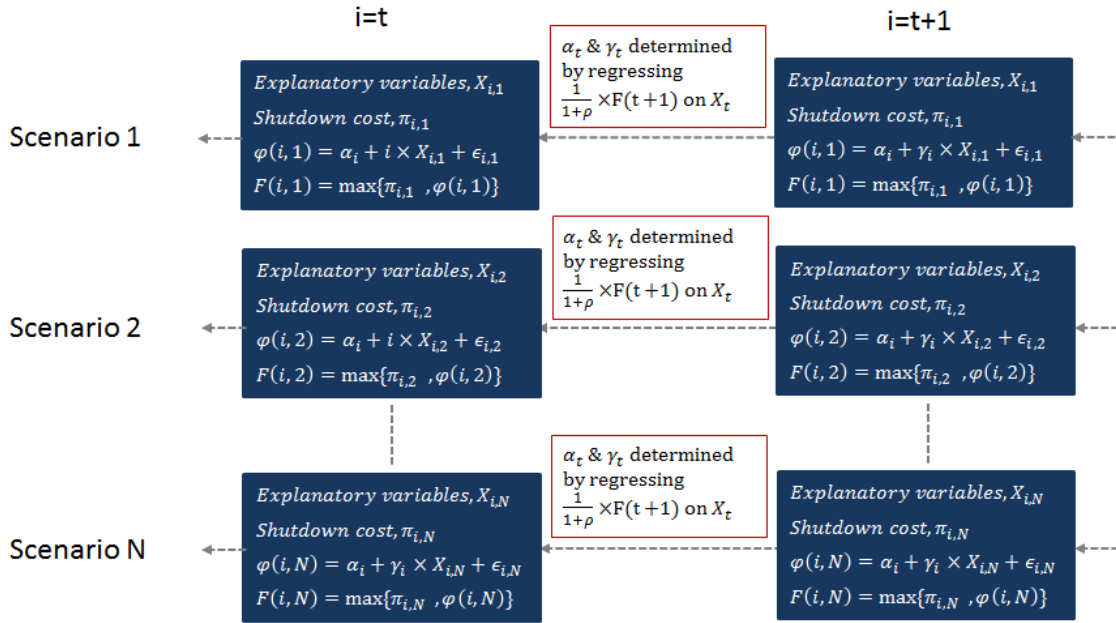 i=t
i=t+1
Scenario 1
Explanatory variables, X_{i,1}
Shutdown cost, π_{i,1}
φ(i, 1) = α_i + i × X_{i,1} + ϵ_{i,1}
F(i, 1) = max{π_{i,1} , φ(i, 1)}
α_t & γ_t determined
by regressing
\frac{1}{1+ρ} ×F(t+1) on X_t
Explanatory variables, X_{i,1}
Shutdown cost, π_{i,1}
φ(i, 1) = α_i + γ_i × X_{i,1} + ϵ_{i,1}
F(i, 1) = max{π_{i,1} , φ(i, 1)}
Scenario 2
Explanatory variables, X_{i,2}
Shutdown cost, π_{i,2}
φ(i, 2) = α_i + i × X_{i,2} + ϵ_{i,2}
F(i, 2) = max{π_{i,2} , φ(i, 2)}
α_t & γ_t determined
by regressing
\frac{1}{1+ρ} ×F(t+1) on X_t
Explanatory variables, X_{i,2}
Shutdown cost, π_{i,2}
φ(i, 2) = α_i + γ_i × X_{i,2} + ϵ_{i,2}
F(i, 2) = max{π_{i,2} , φ(i, 2)}
Scenario N
Explanatory variables, X_{i,N}
Shutdown cost, π_{i,N}
φ(i, N) = α_i + γ_i × X_{i,N} + ϵ_{i,N}
F(i, N) = max{π_{i,N} , φ(i, N)}
α_t & γ_t determined
by regressing
\frac{1}{1+ρ} ×F(t+1) on X_t
Explanatory variables, X_{i,N}
Shutdown cost, π_{i,N}
φ(i, N) = α_i + γ_i × X_{i,N} + ϵ_{i,N}
F(i, N) = max{π_{i,N} , φ(i, N)}